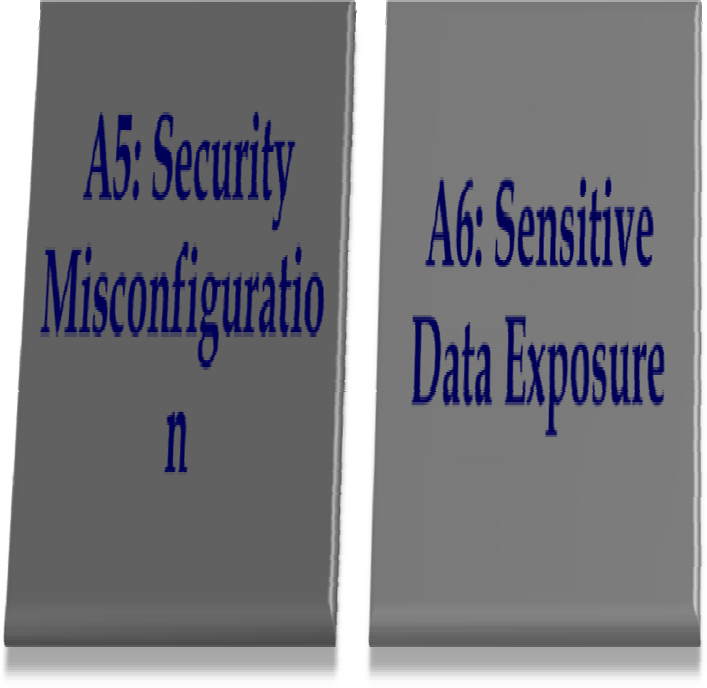 A5: Security
Misconfiguratio
n
A6: Sensitive
Data Exposure